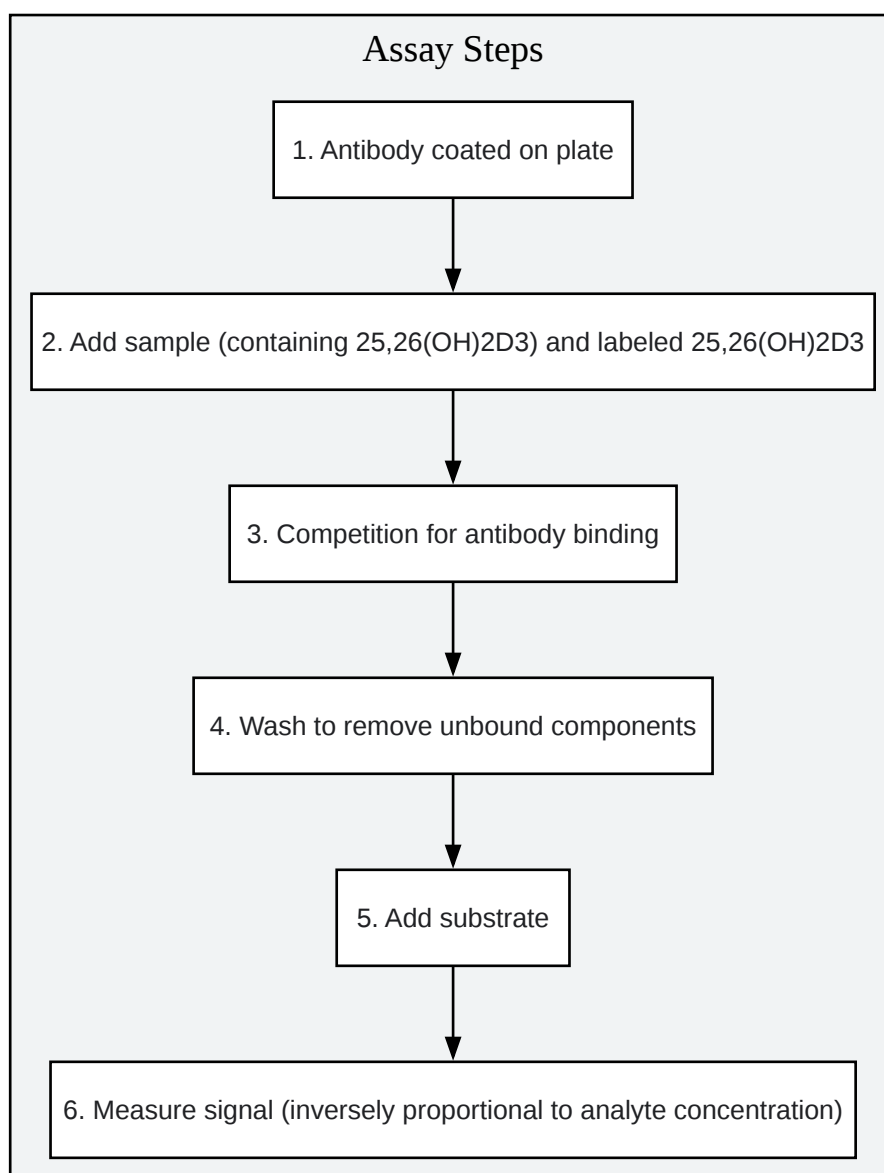 Assay Steps
1. Antibody coated on plate
2. Add sample (containing 25,26(OH)2D3) and labeled 25,26(OH)2D3
3. Competition for antibody binding
4. Wash to remove unbound components
5. Add substrate
6. Measure signal (inversely proportional to analyte concentration)